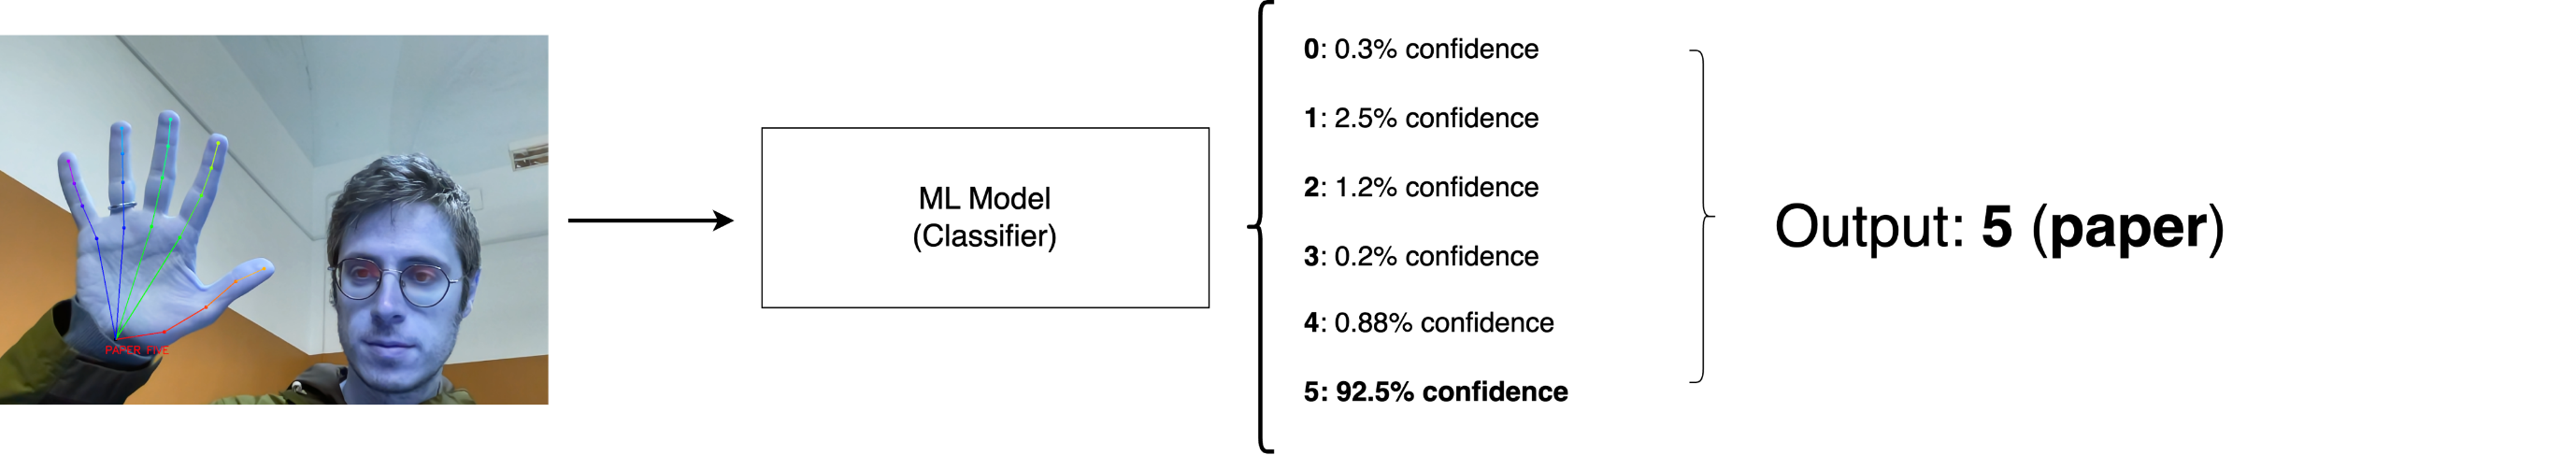 PAPER FIVE
ML Model
(Classifier)
0: 0.3% confidence
1: 2.5% confidence
2: 1.2% confidence
3: 0.2% confidence
4: 0.88% confidence
5: 92.5% confidence
Output: 5 (paper)